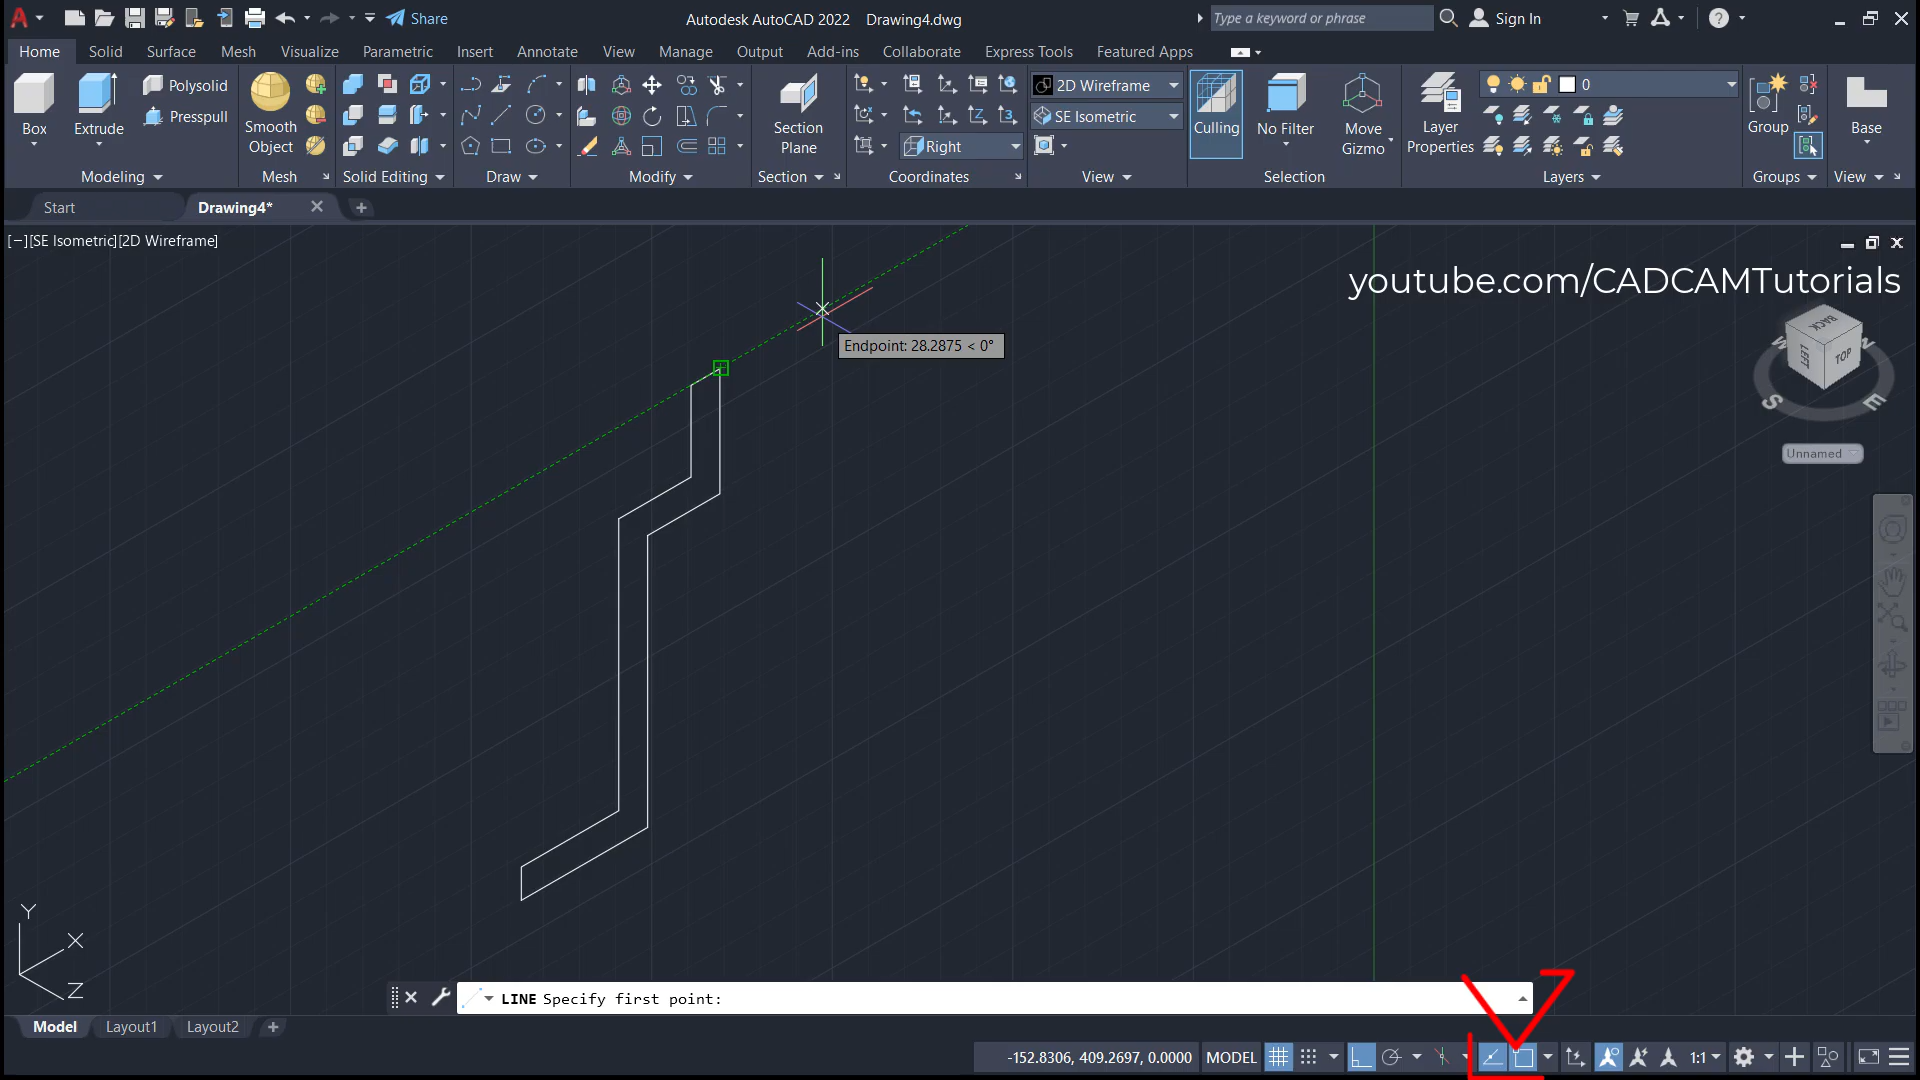 Share
Autodesk AutoCAD 2022 Drawing4.dwg
Type a keyword or phrase
Sign In
Home Solid Surface Mesh Visualize Parametric Insert Annotate View Manage Output Add-ins Collaborate Express Tools Featured Apps
Box
Extrude
Polysolid
Presspull
Smooth
Object
Section
Plane
Right
2D Wireframe
SE Isometric
Culling
No Filter
Move
Gizmo
Layer
Properties
0
Group
Base
Modeling Mesh Solid Editing Draw Modify Section Coordinates View Selection Layers Groups View
Start Drawing4*
[−][SE Isometric][2D Wireframe]
youtube.com/CADCAMTutorials
Endpoint: 28.2875 < 0°
BACK
LEFT
TOP
W
S
E
Unnamed
Y
X
Z
LINE Specify first point:
Model Layout1 Layout2
-152.8306, 409.2697, 0.0000 MODEL 1:1